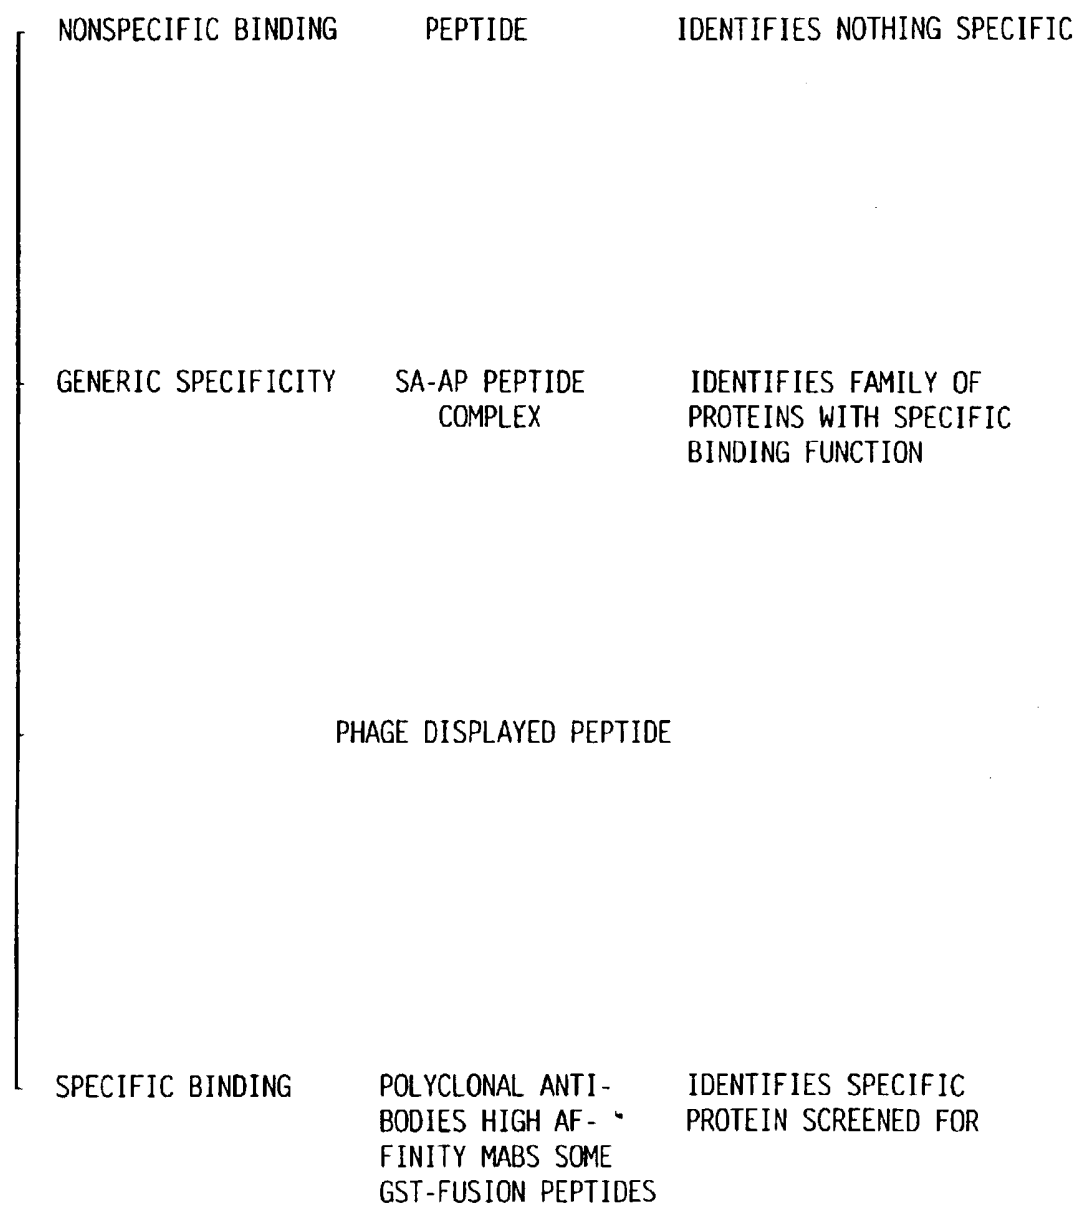 NONSPECIFIC BINDING PEPTIDE IDENTIFIES NOTHING SPECIFIC
GENERIC SPECIFICITY SA-AP PEPTIDE IDENTIFIES FAMILY OF
COMPLEX PROTEINS WITH SPECIFIC
BINDING FUNCTION
PHAGE DISPLAYED PEPTIDE
SPECIFIC BINDING POLYCLONAL ANTI- IDENTIFIES SPECIFIC
BODIES HIGH AF- PROTEIN SCREENED FOR
FINITY MABS SOME
GST-FUSION PEPTIDES